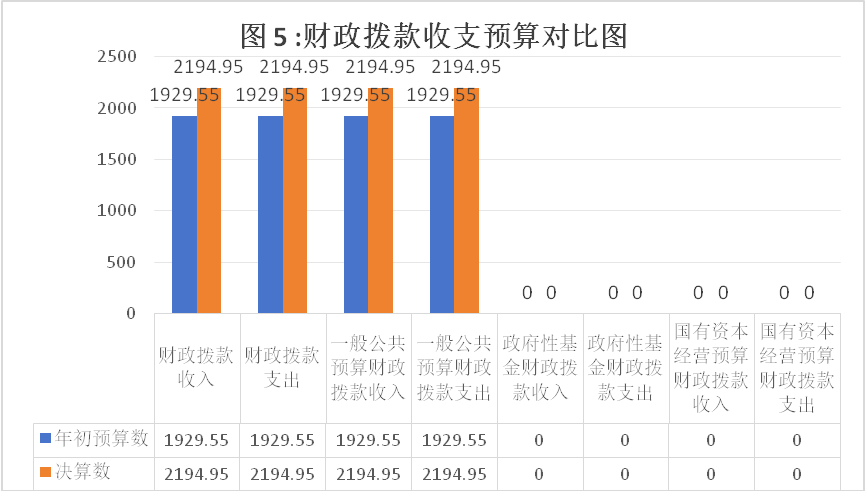 图 5 :财政拨款收支预算对比图
2500
2000
1500
1000
500
0
2194.95 2194.95 2194.95 2194.95
1929.55 1929.55 1929.55 1929.55
0 0 0 0 0 0 0 0
财政拨款
收入
财政拨款
支出
一般公共
预算财政
拨款收入
一般公共
预算财政
拨款支出
政府性基
金财政拨
款收入
政府性基
金财政拨
款支出
国有资本
经营预算
财政拨款
收入
国有资本
经营预算
财政拨款
支出
年初预算数 1929.55 1929.55 1929.55 1929.55 0 0 0 0
决算数 2194.95 2194.95 2194.95 2194.95 0 0 0 0